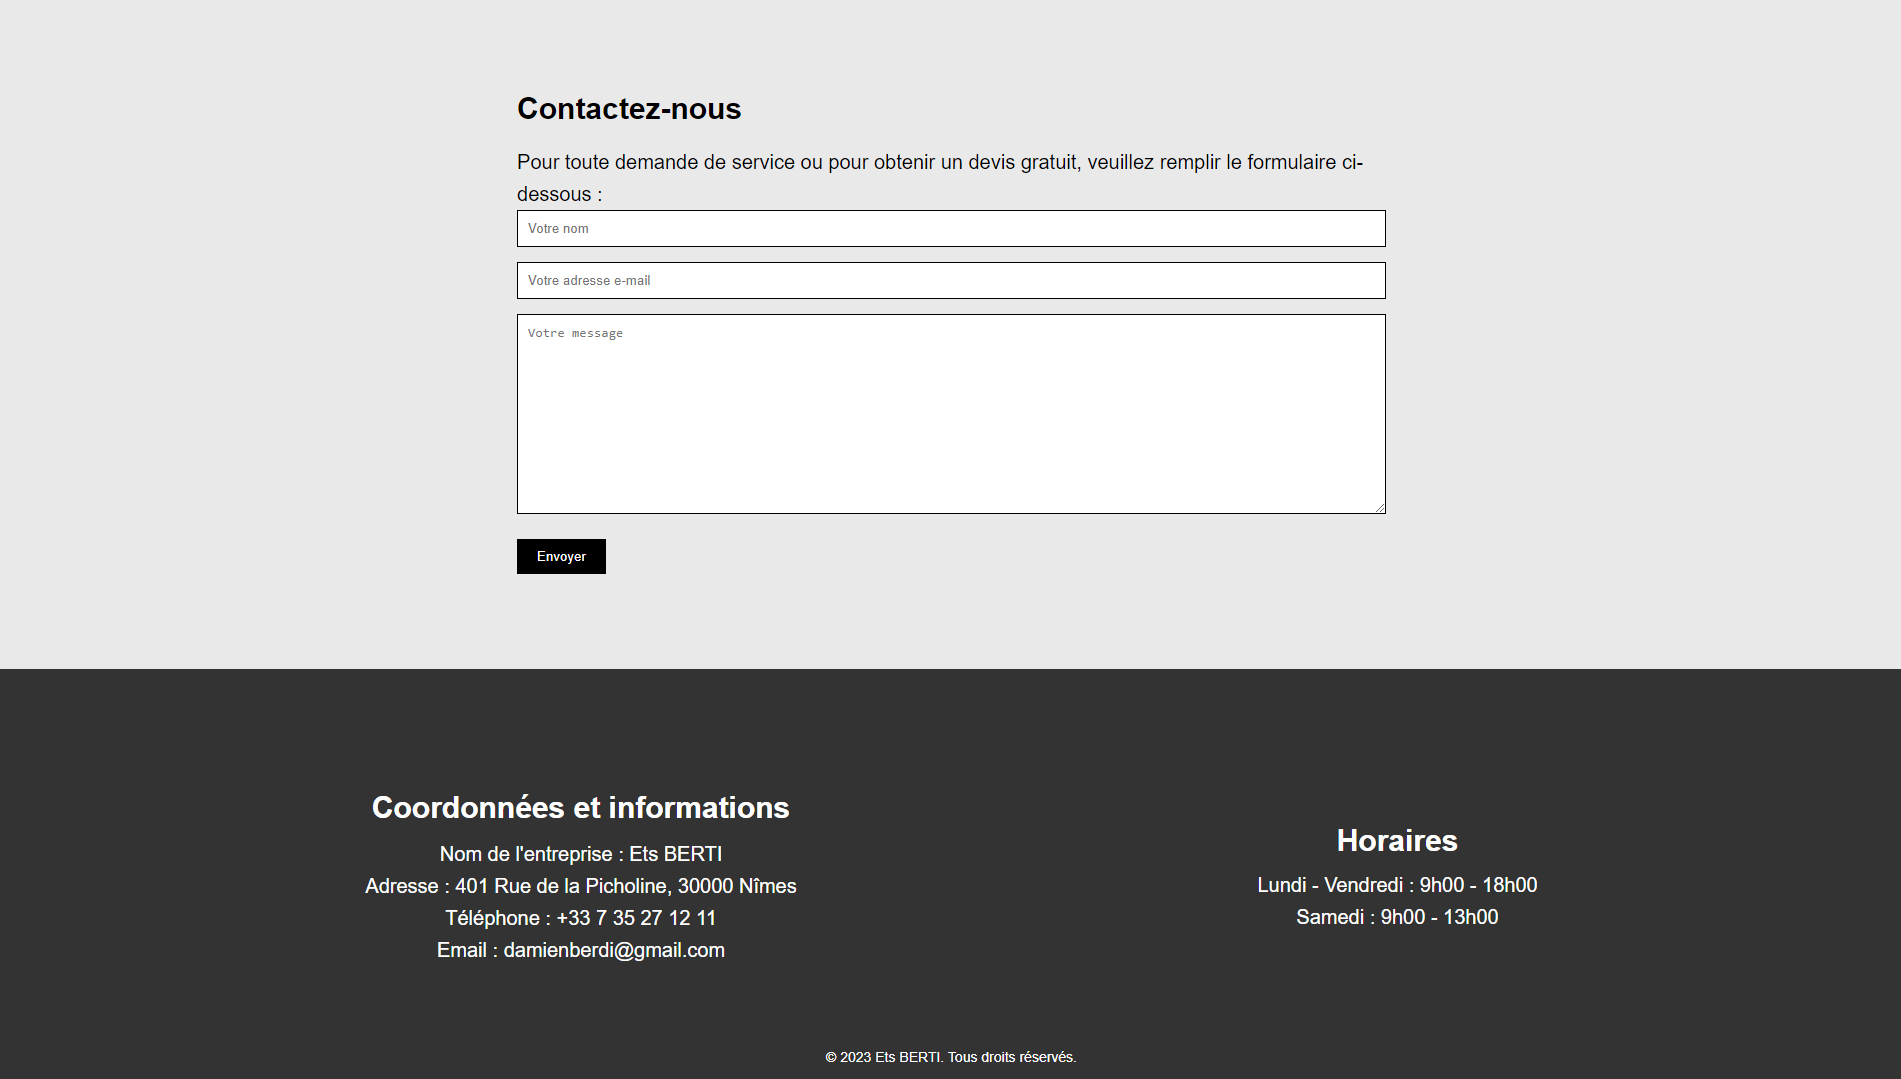 Contactez-nous
Pour toute demande de service ou pour obtenir un devis gratuit, veuillez remplir le formulaire ci-
dessous :
Votre nom
Votre adresse e-mail
Votre message
Envoyer
Coordonnées et informations
Nom de l'entreprise : Ets BERTI
Adresse : 401 Rue de la Picholine, 30000 Nîmes
Téléphone : +33 7 35 27 12 11
Email : damienberdi@gmail.com
Horaires
Lundi - Vendredi : 9h00 - 18h00
Samedi : 9h00 - 13h00
© 2023 Ets BERTI. Tous droits réservés.